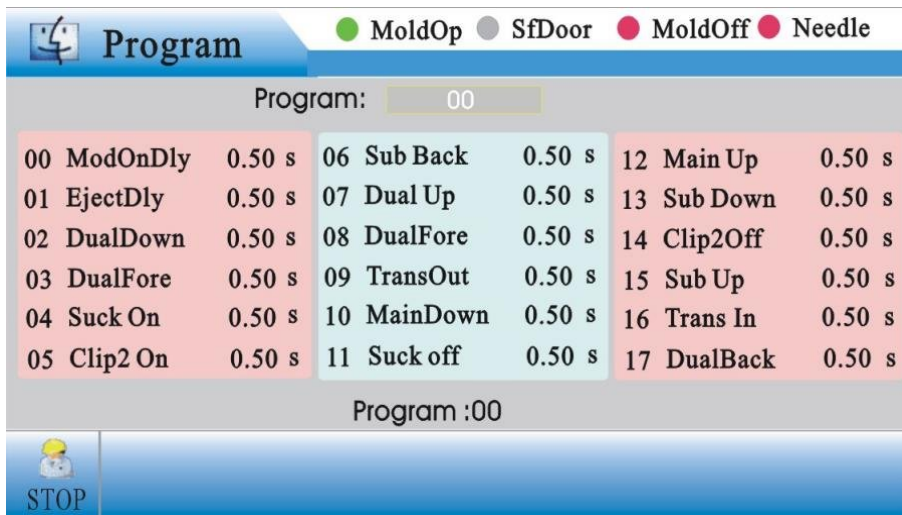 Program
MoldOp SfDoor MoldOff Needle
Program: 00
00 ModOnDly 0.50 s
01 EjectDly 0.50 s
02 DualDown 0.50 s
03 DualFore 0.50 s
04 Suck On 0.50 s
05 Clip2 On 0.50 s
06 Sub Back 0.50 s
07 Dual Up 0.50 s
08 DualFore 0.50 s
09 TransOut 0.50 s
10 MainDown 0.50 s
11 Suck off 0.50 s
12 Main Up 0.50 s
13 Sub Down 0.50 s
14 Clip2Off 0.50 s
15 Sub Up 0.50 s
16 Trans In 0.50 s
17 DualBack 0.50 s
Program :00
STOP